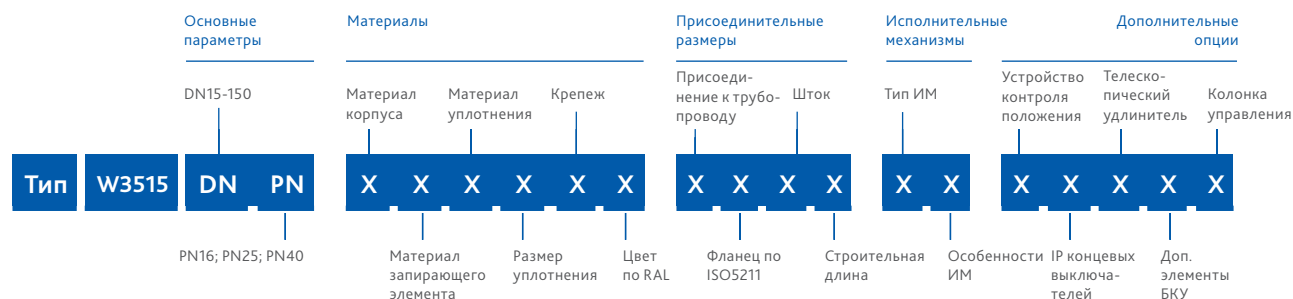 Основные
параметры
Материалы
Присоединительные
размеры
Исполнительные
механизмы
Дополнительные
опции
DN15-150
Материал
корпуса
Материал
уплотнения
Крепеж
Присоеди-
нение к трубо-
проводу
Шток
Тип ИМ
Устройство
контроля
положения
Телеско-
пический
удлинитель
Колонка
управления
Тип W3515 DN PN X X X X X X X X X X X X X X X X X
PN16; PN25; PN40
Материал
запирающего
элемента
Размер
уплотнения
Цвет
по RAL
Фланец по
ISO5211
Строительная
длина
Особенности
ИМ
IP концевых
выключа-
телей
Доп.
элементы
БКУ